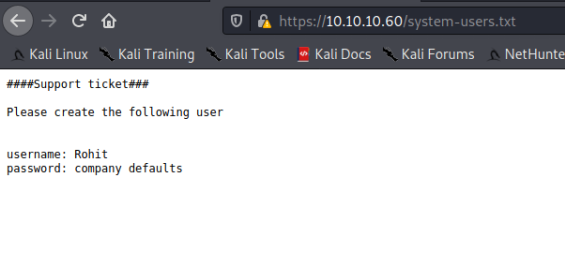 https://10.10.10.60/system-users.txt
Kali Linux Kali Training Kali Tools Kali Docs Kali Forums NetHunte
####Support ticket###
Please create the following user
username: Rohit
password: company defaults